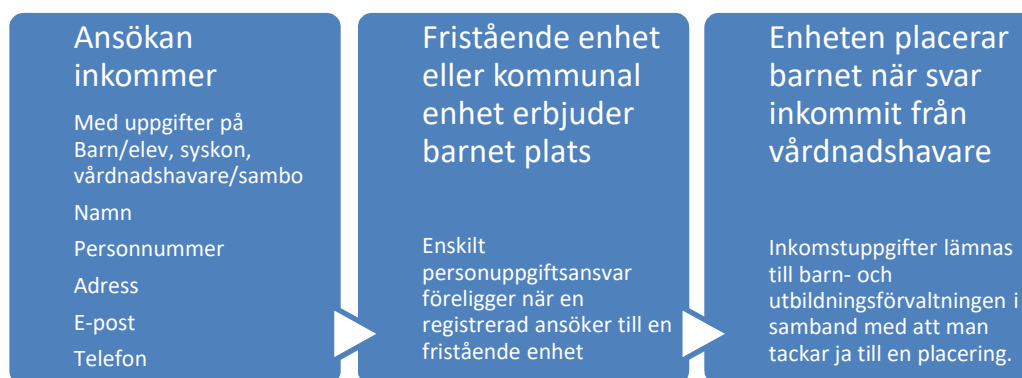 Ansökan
inkommer
Med uppgifter på
Barn/elev, syskon,
vårdnadshavare/sambo
Namn
Personnummer
Adress
E-post
Telefon
Fristående enhet
eller kommunal
enhet erbjuder
barnet plats
Enskilt
personuppgiftsansvar
föreligger när en
registrerad ansöker till en
fristående enhet
Enheten placerar
barnet när svar
inkommit från
vårdnadshavare
Inkomstuppgifter lämnas
till barn- och
utbildningsförvaltningen i
samband med att man
tackar ja till en placering.